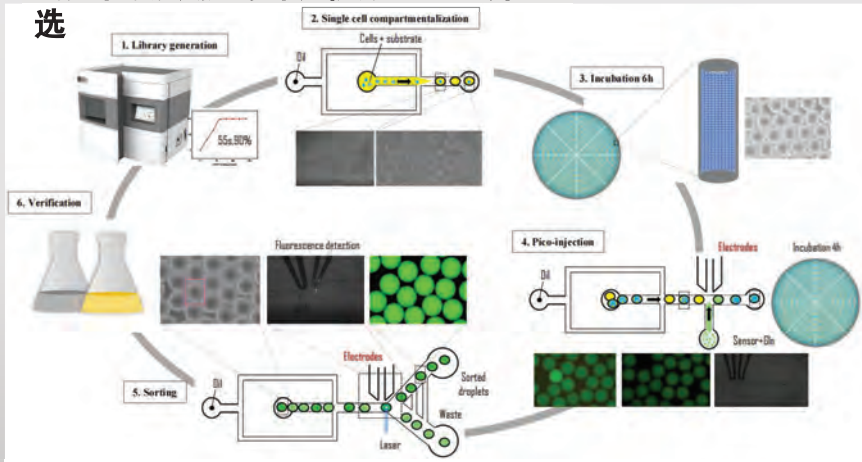 选
1. Library generation
55s,90%
2. Single cell compartmentalization
Cells + substrate
Oil
3. Incubation 6h
4. Pico-injection
Electrodes
Incubation 4h
Oil
Sensor+Gln
5. Sorting
Fluorescence detection
Electrodes
Oil
Sorted
droplets
Waste
Laser
6. Verification